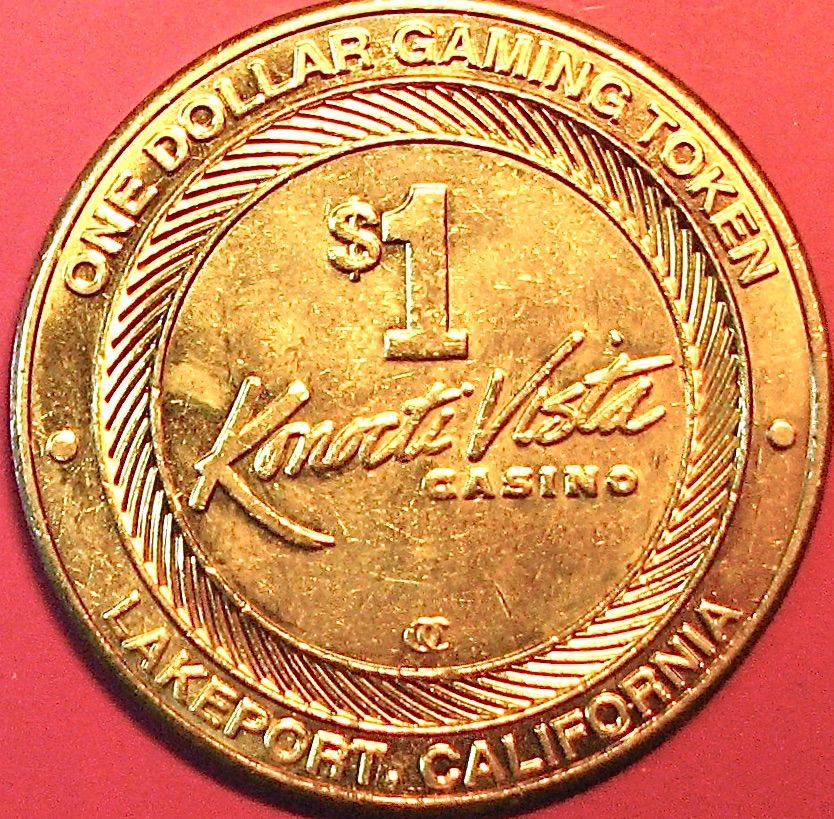 ONE DOLLAR GAMING TOKEN
$1
Konocti Vista
CASINO
LAKEPORT, CALIFORNIA